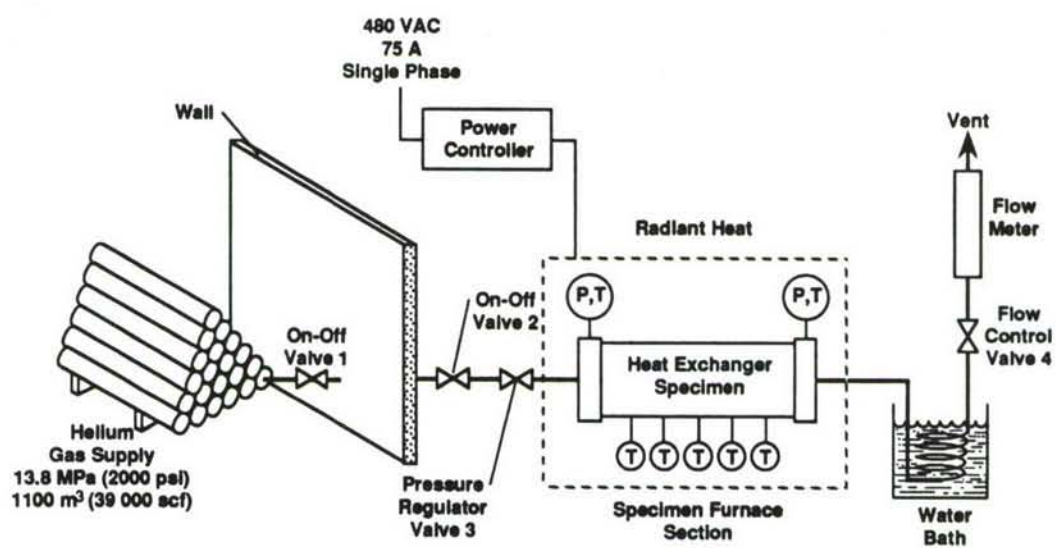 480 VAC
75 A
Single Phase
Wall
Power
Controller
Vent
Flow
Meter
Radiant Heat
P,T
P,T
On-Off
Valve 2
Flow
Control
Valve 4
On-Off
Valve 1
Heat Exchanger
Specimen
T
T
T
T
T
Helium
Gas Supply
13.8 MPa (2000 psi)
1100 m³ (39 000 scf)
Pressure
Regulator
Valve 3
Specimen Furnace
Section
Water
Bath